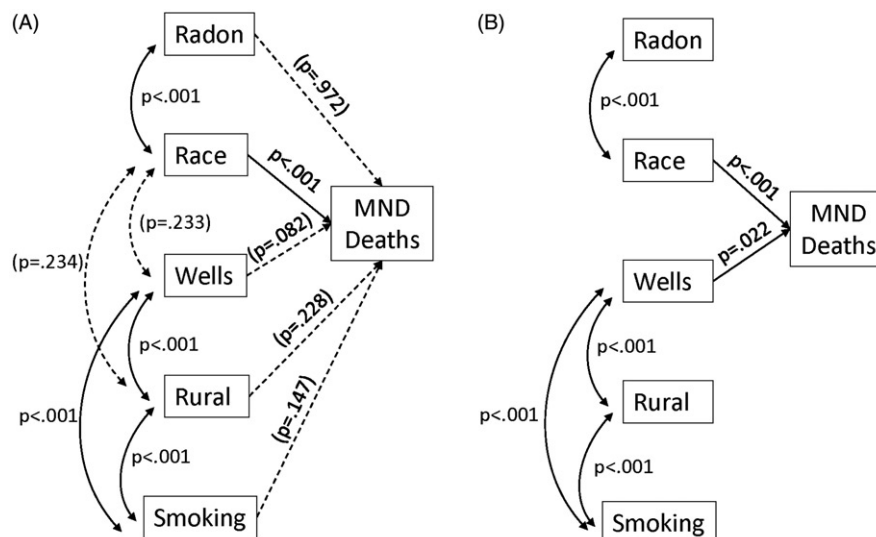 (A)
Radon
(p=.972)
p<.001
Race
p<.001
MND
Deaths
(p=.233)
(p=.082)
(p=.234)
Wells
(p=.228)
p<.001
Rural
(p=.147)
p<.001
p<.001
Smoking
(B)
Radon
p<.001
Race
p<.001
MND
Deaths
p=.022
Wells
p<.001
Rural
p<.001
p<.001
Smoking